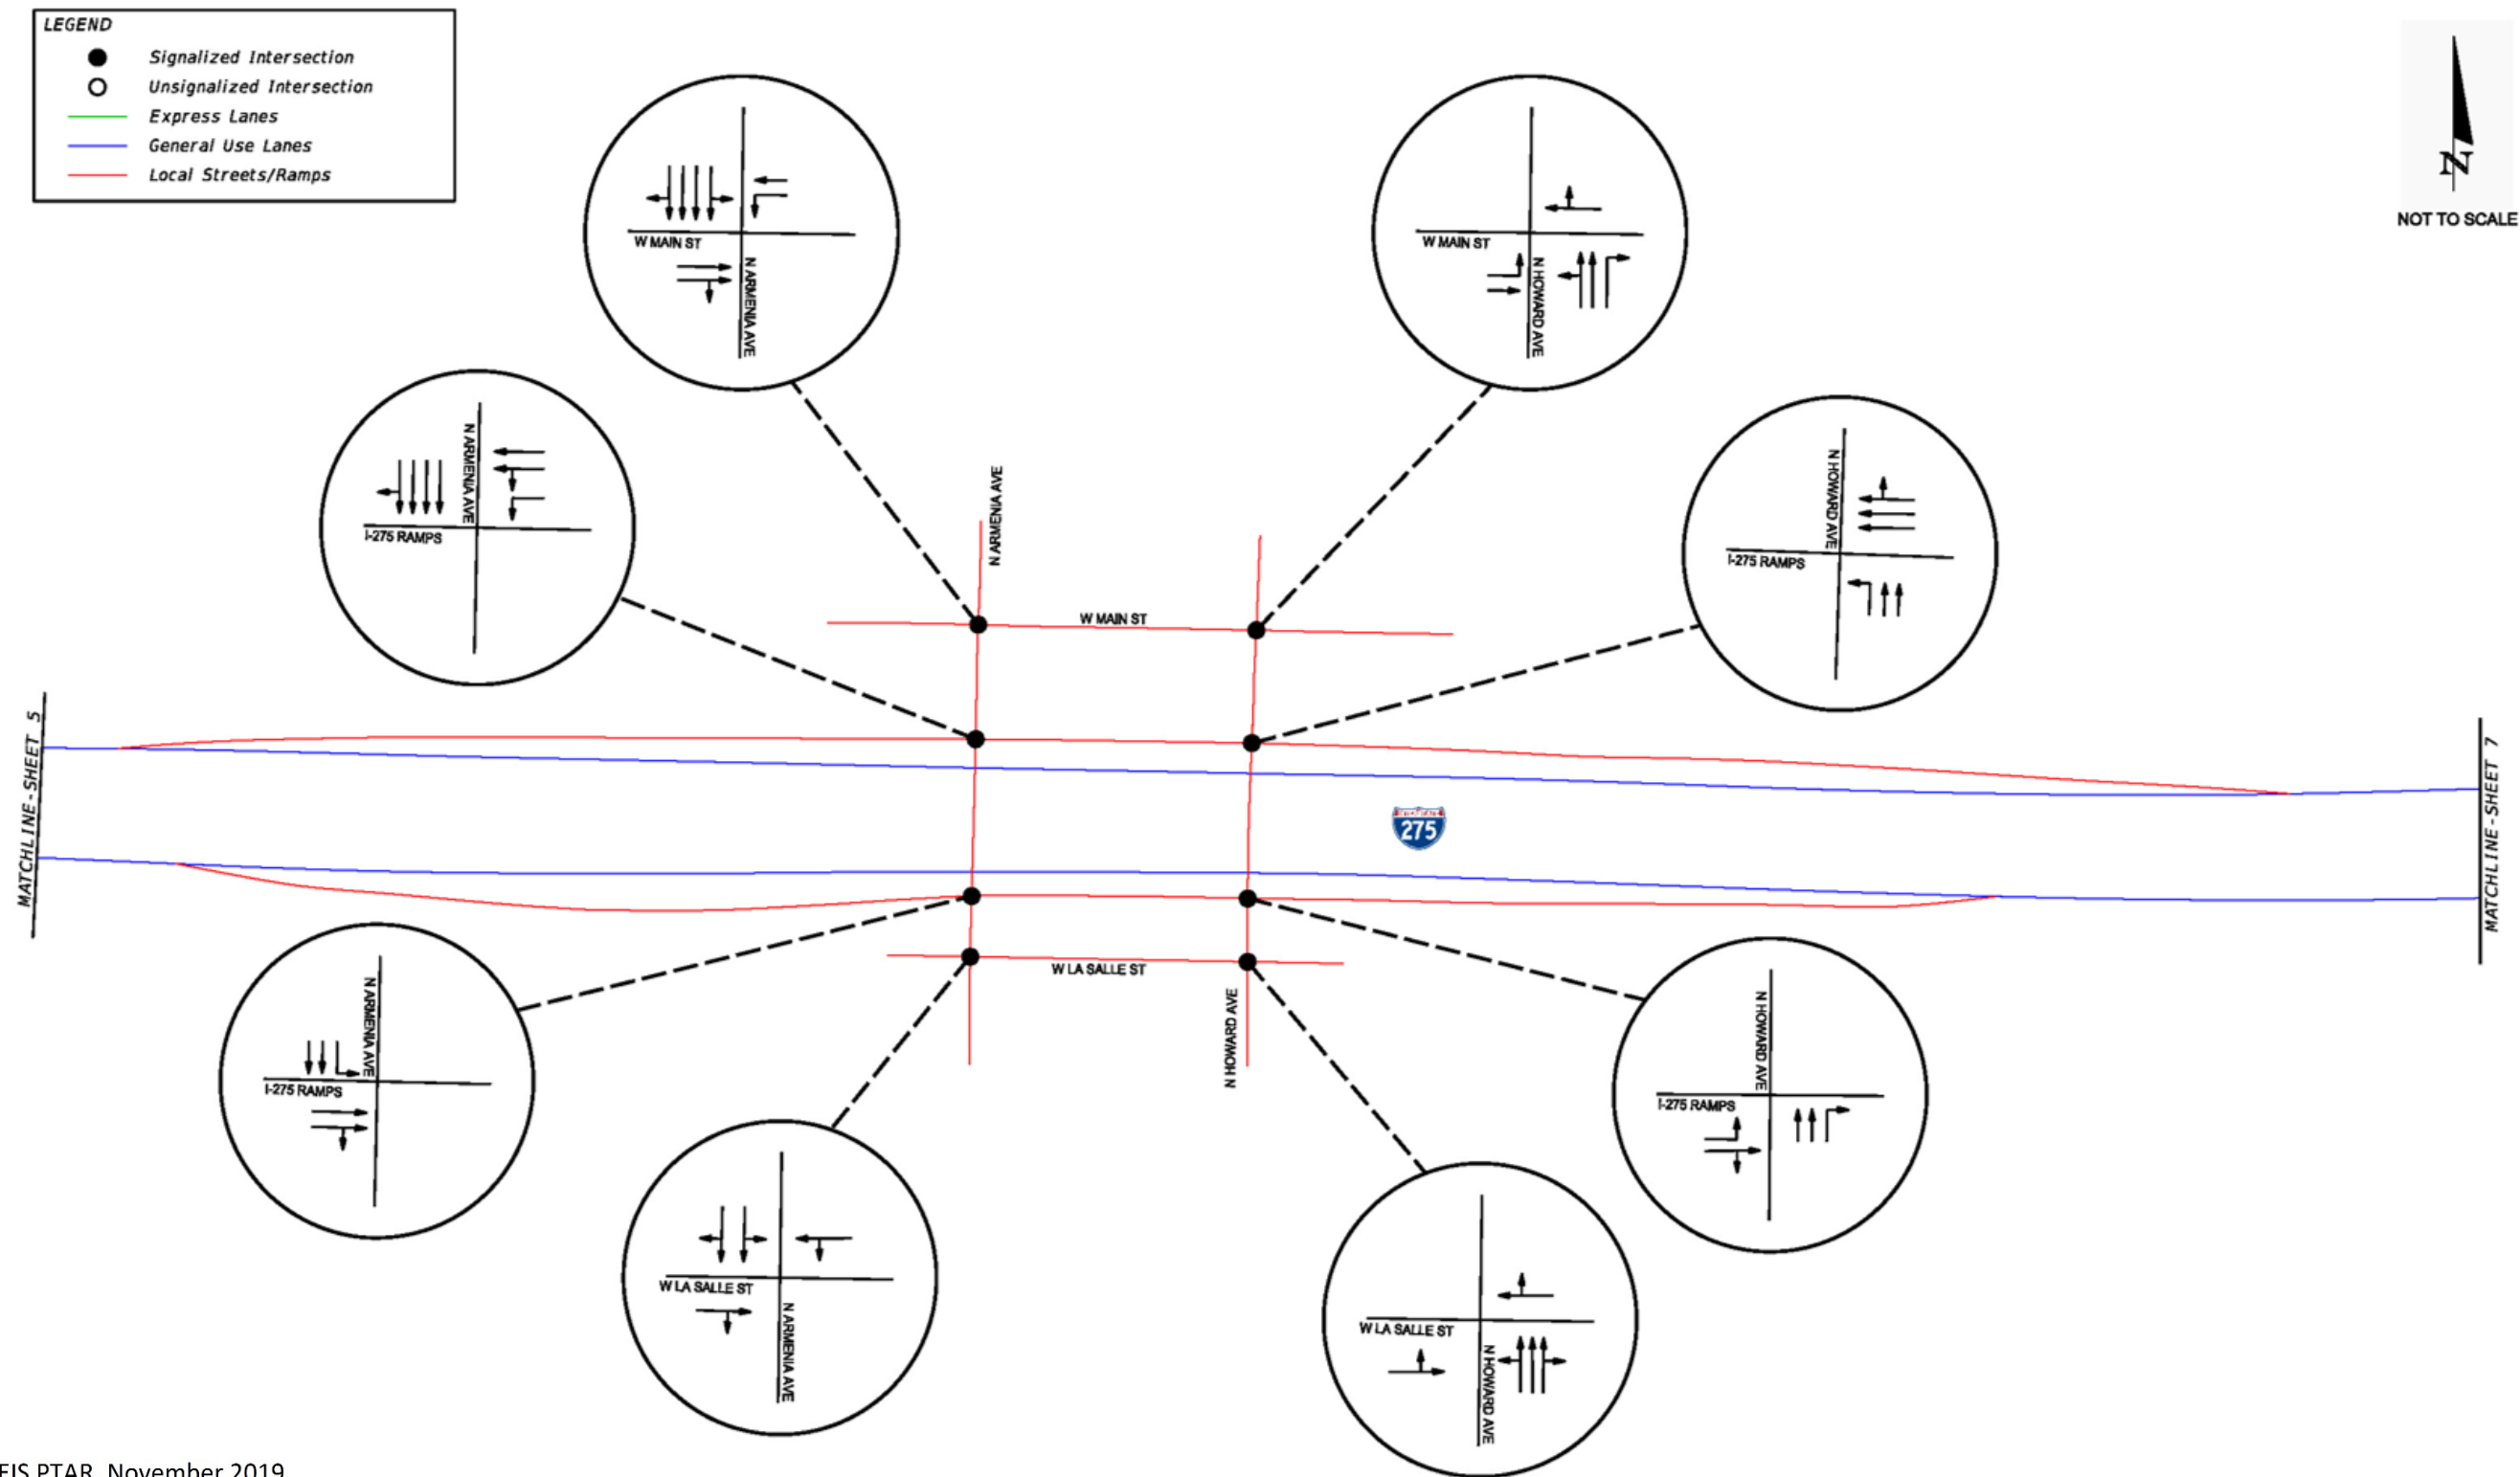 LEGEND
Signalized Intersection
Unsignalized Intersection
Express Lanes
General Use Lanes
Local Streets/Ramps
N
NOT TO SCALE
W MAIN ST
N ARMENIA AVE
W MAIN ST
N HOWARD AVE
N ARMENIA AVE
I-275 RAMPS
N HOWARD AVE
I-275 RAMPS
N ARMENIA AVE
W MAIN ST
MATCHLINE-SHEET 5
275
MATCHLINE-SHEET 7
W LA SALLE ST
N HOWARD AVE
N ARMENIA AVE
I-275 RAMPS
N HOWARD AVE
I-275 RAMPS
W LA SALLE ST
N ARMENIA AVE
W LA SALLE ST
N HOWARD AVE
EIS PTAR, November 2019